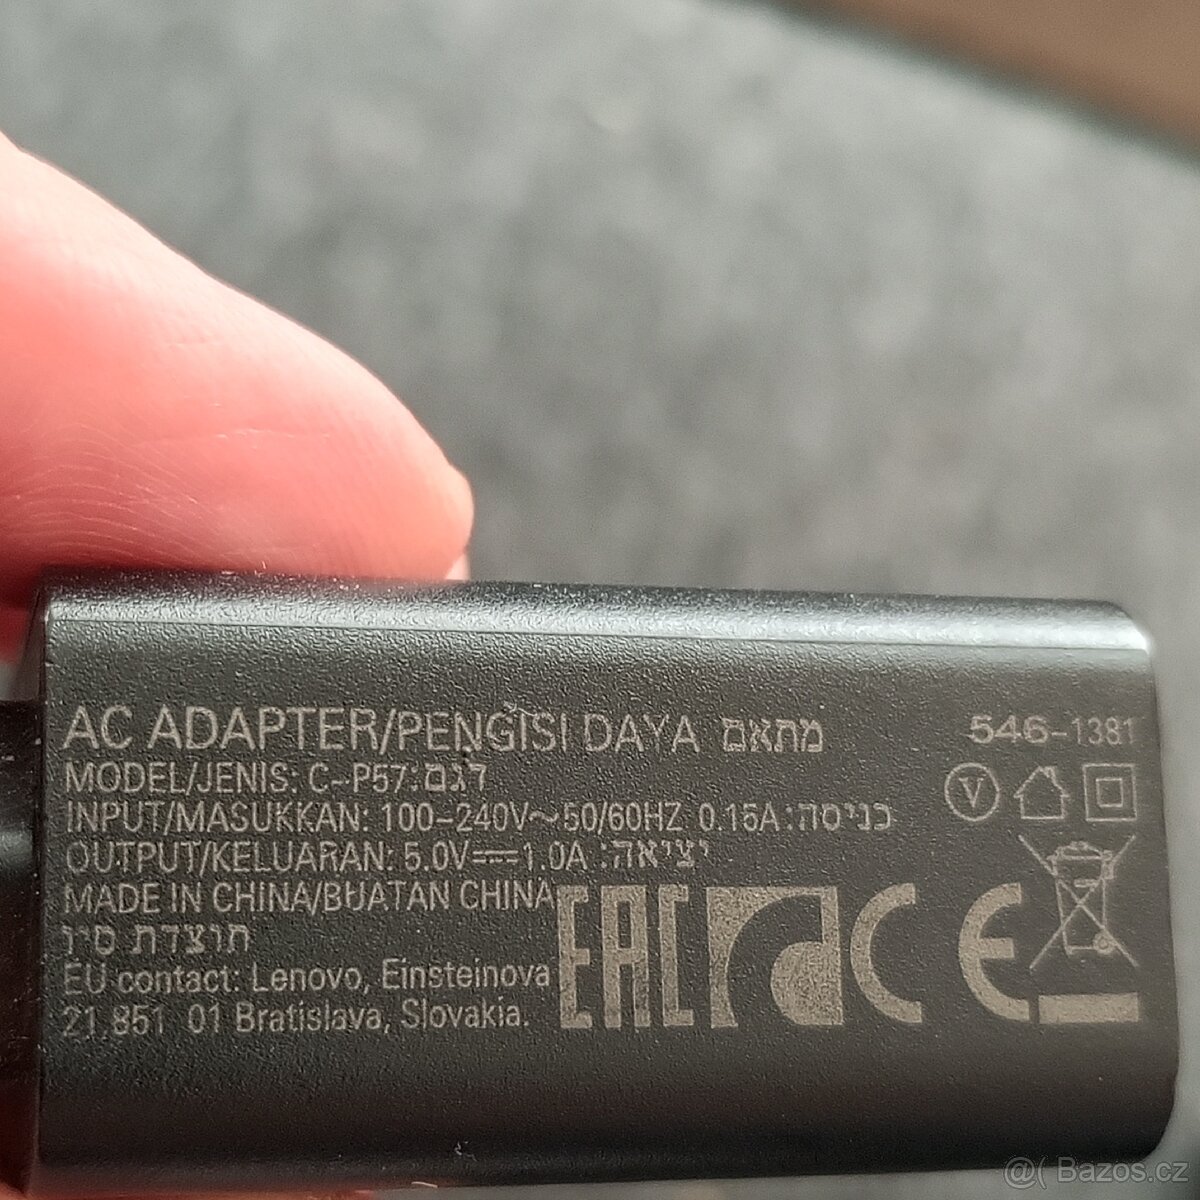 AC ADAPTER/PENGISI DAYA מתאם
546-1381
MODEL/JENIS: C-P57:דגם
V
INPUT/MASUKKAN: 100-240V~50/60HZ 0.15A:כניסה
OUTPUT/KELUARAN: 5.0V⎓1.0A :יציאה
MADE IN CHINA/BUATAN CHINA
תוצרת סין
EU contact: Lenovo, Einsteinova
21,851 01 Bratislava, Slovakia.
EAC CE
@( Bazos.cz